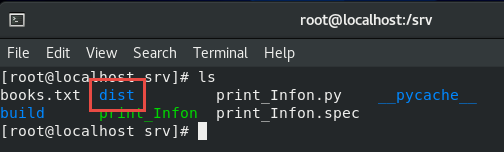 root@localhost:/srv
File Edit View Search Terminal Help
[root@localhost srv]# ls
books.txt dist print_Infon.py __pycache__
build print_Infon print_Infon.spec
[root@localhost srv]#